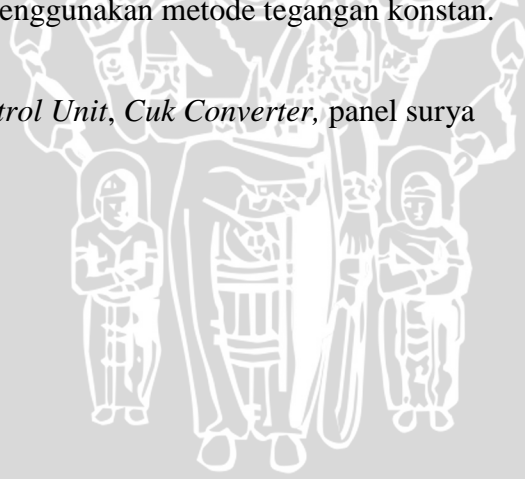 enggunakan metode tegangan konstan.
trol Unit, Cuk Converter, panel surya